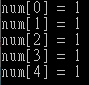 num[0] = 1
num[1] = 1
num[2] = 1
num[3] = 1
num[4] = 1